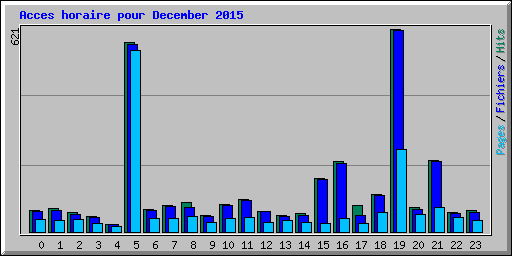 Acces horaire pour December 2015
621
Pages / Fichiers / Hits
0 1 2 3 4 5 6 7 8 9 10 11 12 13 14 15 16 17 18 19 20 21 22 23